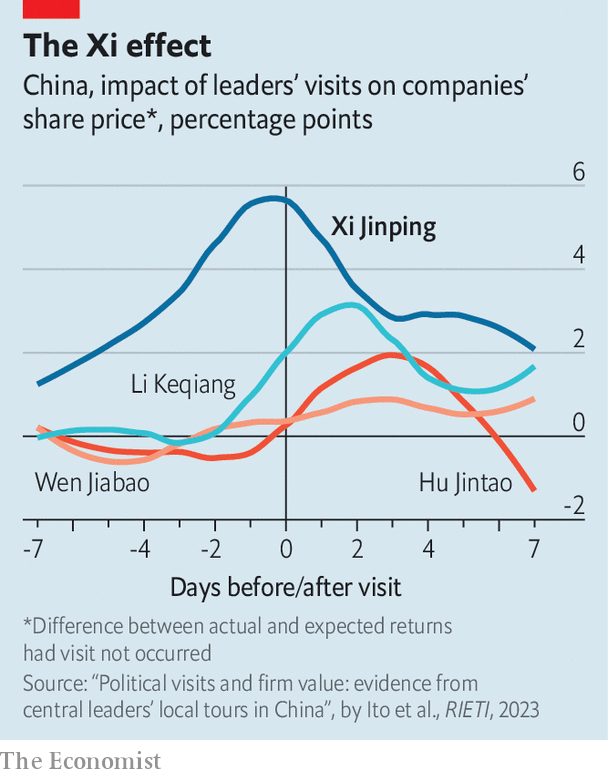 The Xi effect
China, impact of leaders’ visits on companies’
share price*, percentage points
6
Xi Jinping
4
2
Li Keqiang
0
Wen Jiabao
Hu Jintao
-2
-7 -4 -2 0 2 4 7
Days before/after visit
*Difference between actual and expected returns
had visit not occurred
Source: “Political visits and firm value: evidence from
central leaders’ local tours in China”, by Ito et al., RIETI, 2023
The Economist